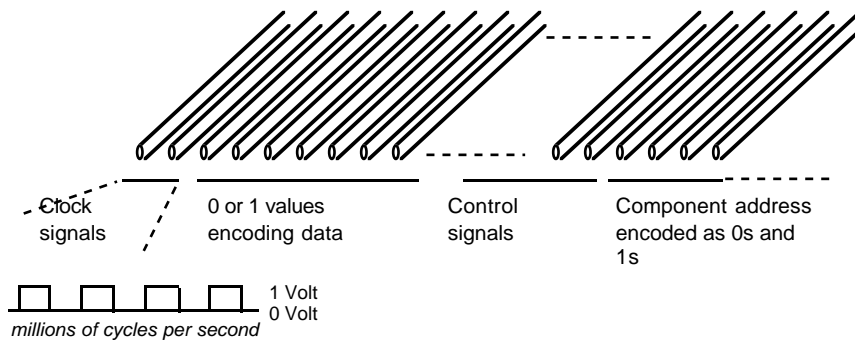 Clock
signals
0 or 1 values
encoding data
Control
signals
Component address
encoded as 0s and
1s
1 Volt
0 Volt
millions of cycles per second